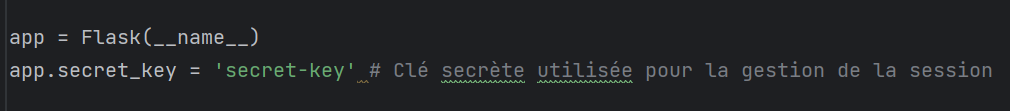 app = Flask(__name__)
app.secret_key = 'secret-key' # Clé secrète utilisée pour la gestion de la session